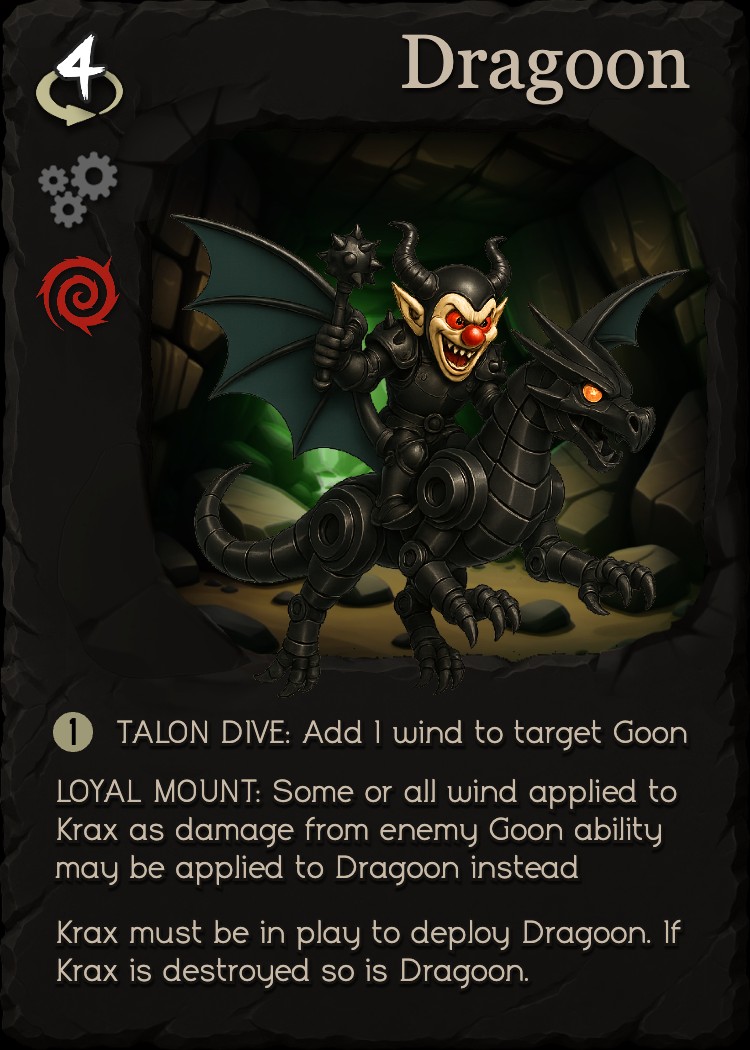 4
Dragoon
1 TALON DIVE: Add 1 wind to target Goon
LOYAL MOUNT: Some or all wind applied to
Krax as damage from enemy Goon ability
may be applied to Dragoon instead
Krax must be in play to deploy Dragoon. If
Krax is destroyed so is Dragoon.